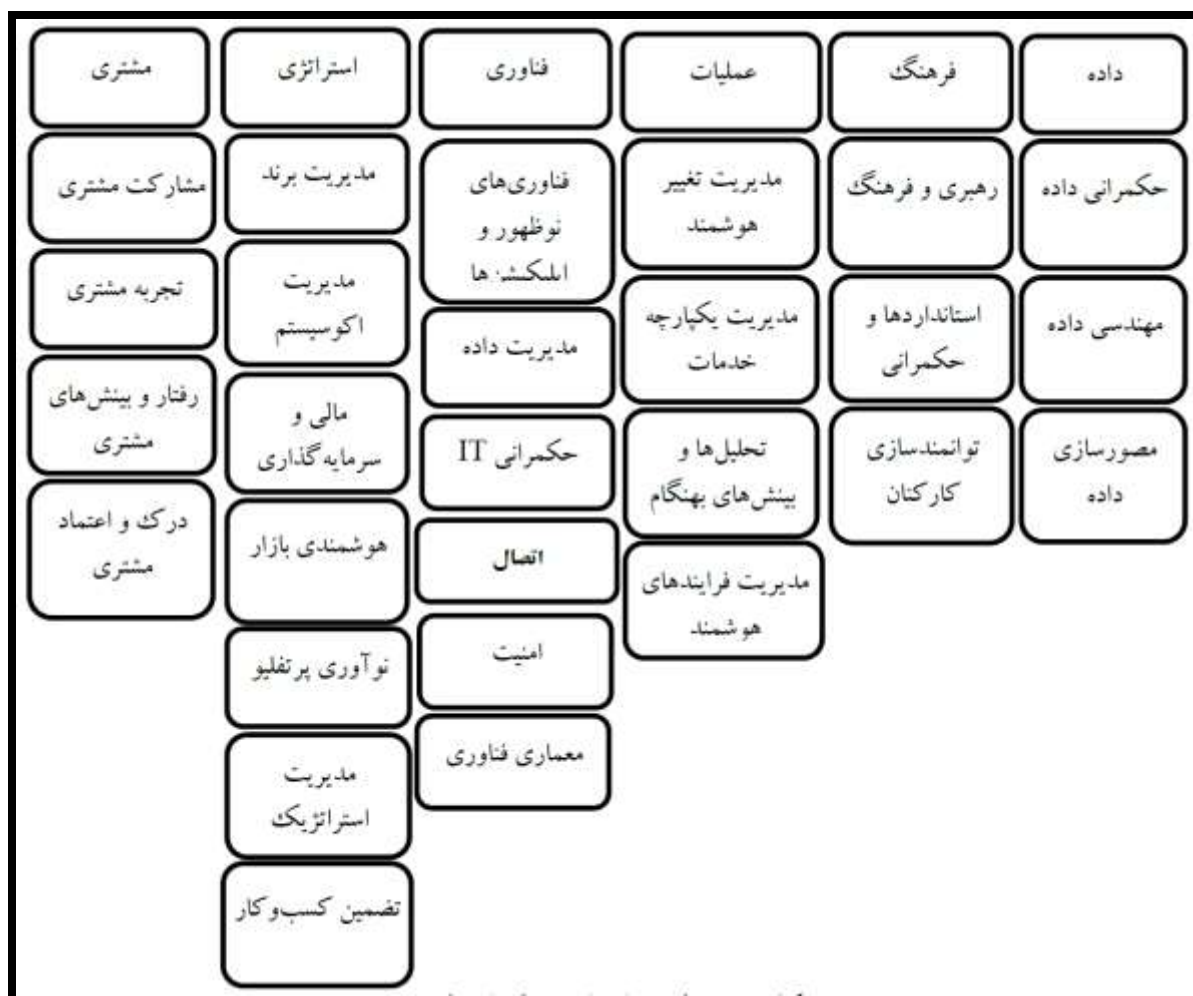 داده
فرهنگ
عملیات
فناوری
استراتژی
مشتری
حکمرانی داده
رهبری و فرهنگ
مدیریت تغییر
هوشمند
فناوری‌های
نوظهور و
اپلیکیشن‌ها
مدیریت برند
مشارکت مشتری
مهندسی داده
استانداردها و
حکمرانی
مدیریت یکپارچه
خدمات
مدیریت داده
مدیریت
اکوسیستم
تجربه مشتری
مصورسازی
داده
توانمندسازی
کارکنان
تحلیل‌ها و
بینش‌های بهنگام
حکمرانی IT
مالی و
سرمایه‌گذاری
رفتار و بینش‌های
مشتری
مدیریت فرایندهای
هوشمند
اتصال
هوشمندی بازار
درک و اعتماد
مشتری
امنیت
نوآوری پرتفلیو
معماری فناوری
مدیریت
استراتژیک
تضمین کسب‌وکار